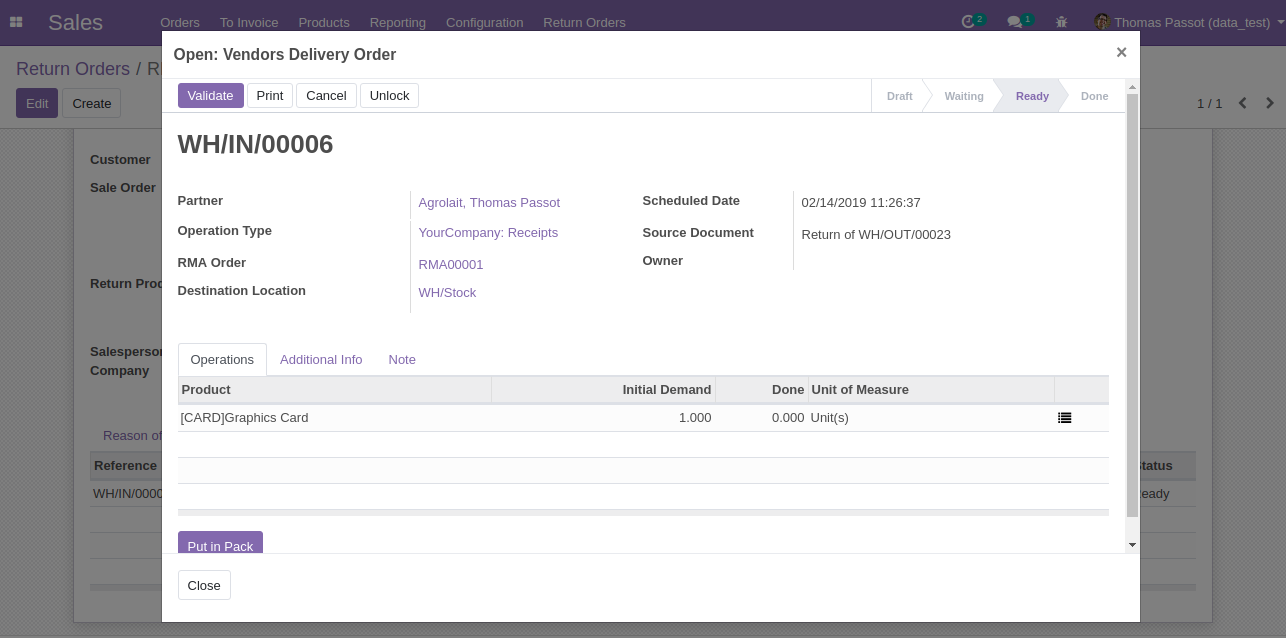 Sales Orders To Invoice Products Reporting Configuration Return Orders 2 1 Thomas Passot (data_test)
Open: Vendors Delivery Order ×
Return Orders /
Validate Print Cancel Unlock Draft Waiting Ready Done
Edit Create 1 / 1
WH/IN/00006
Customer
Sale Order
Partner Agrolait, Thomas Passot Scheduled Date 02/14/2019 11:26:37
Operation Type YourCompany: Receipts Source Document Return of WH/OUT/00023
RMA Order RMA00001 Owner
Return
Destination Location WH/Stock
Salesperson
Company
Operations Additional Info Note
Product Initial Demand Done Unit of Measure
[CARD]Graphics Card 1.000 0.000 Unit(s)
Reason of
Reference Status
WH/IN/0000
Put in Pack
Close